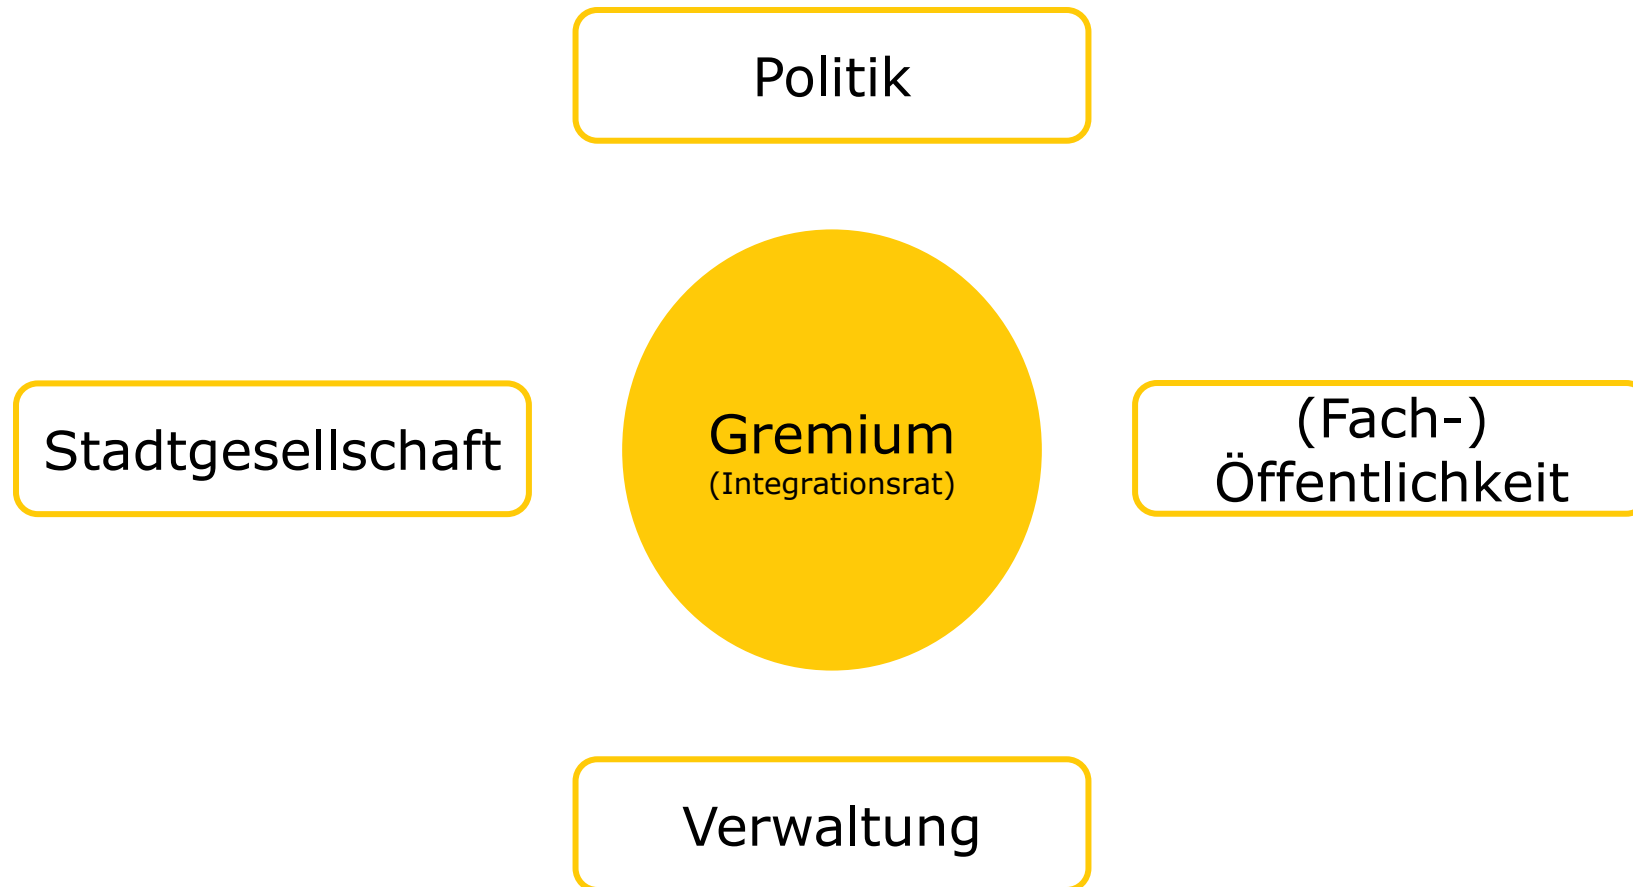 Politik
Stadtgesellschaft
Gremium
(Integrationsrat)
(Fach-)
Öffentlichkeit
Verwaltung